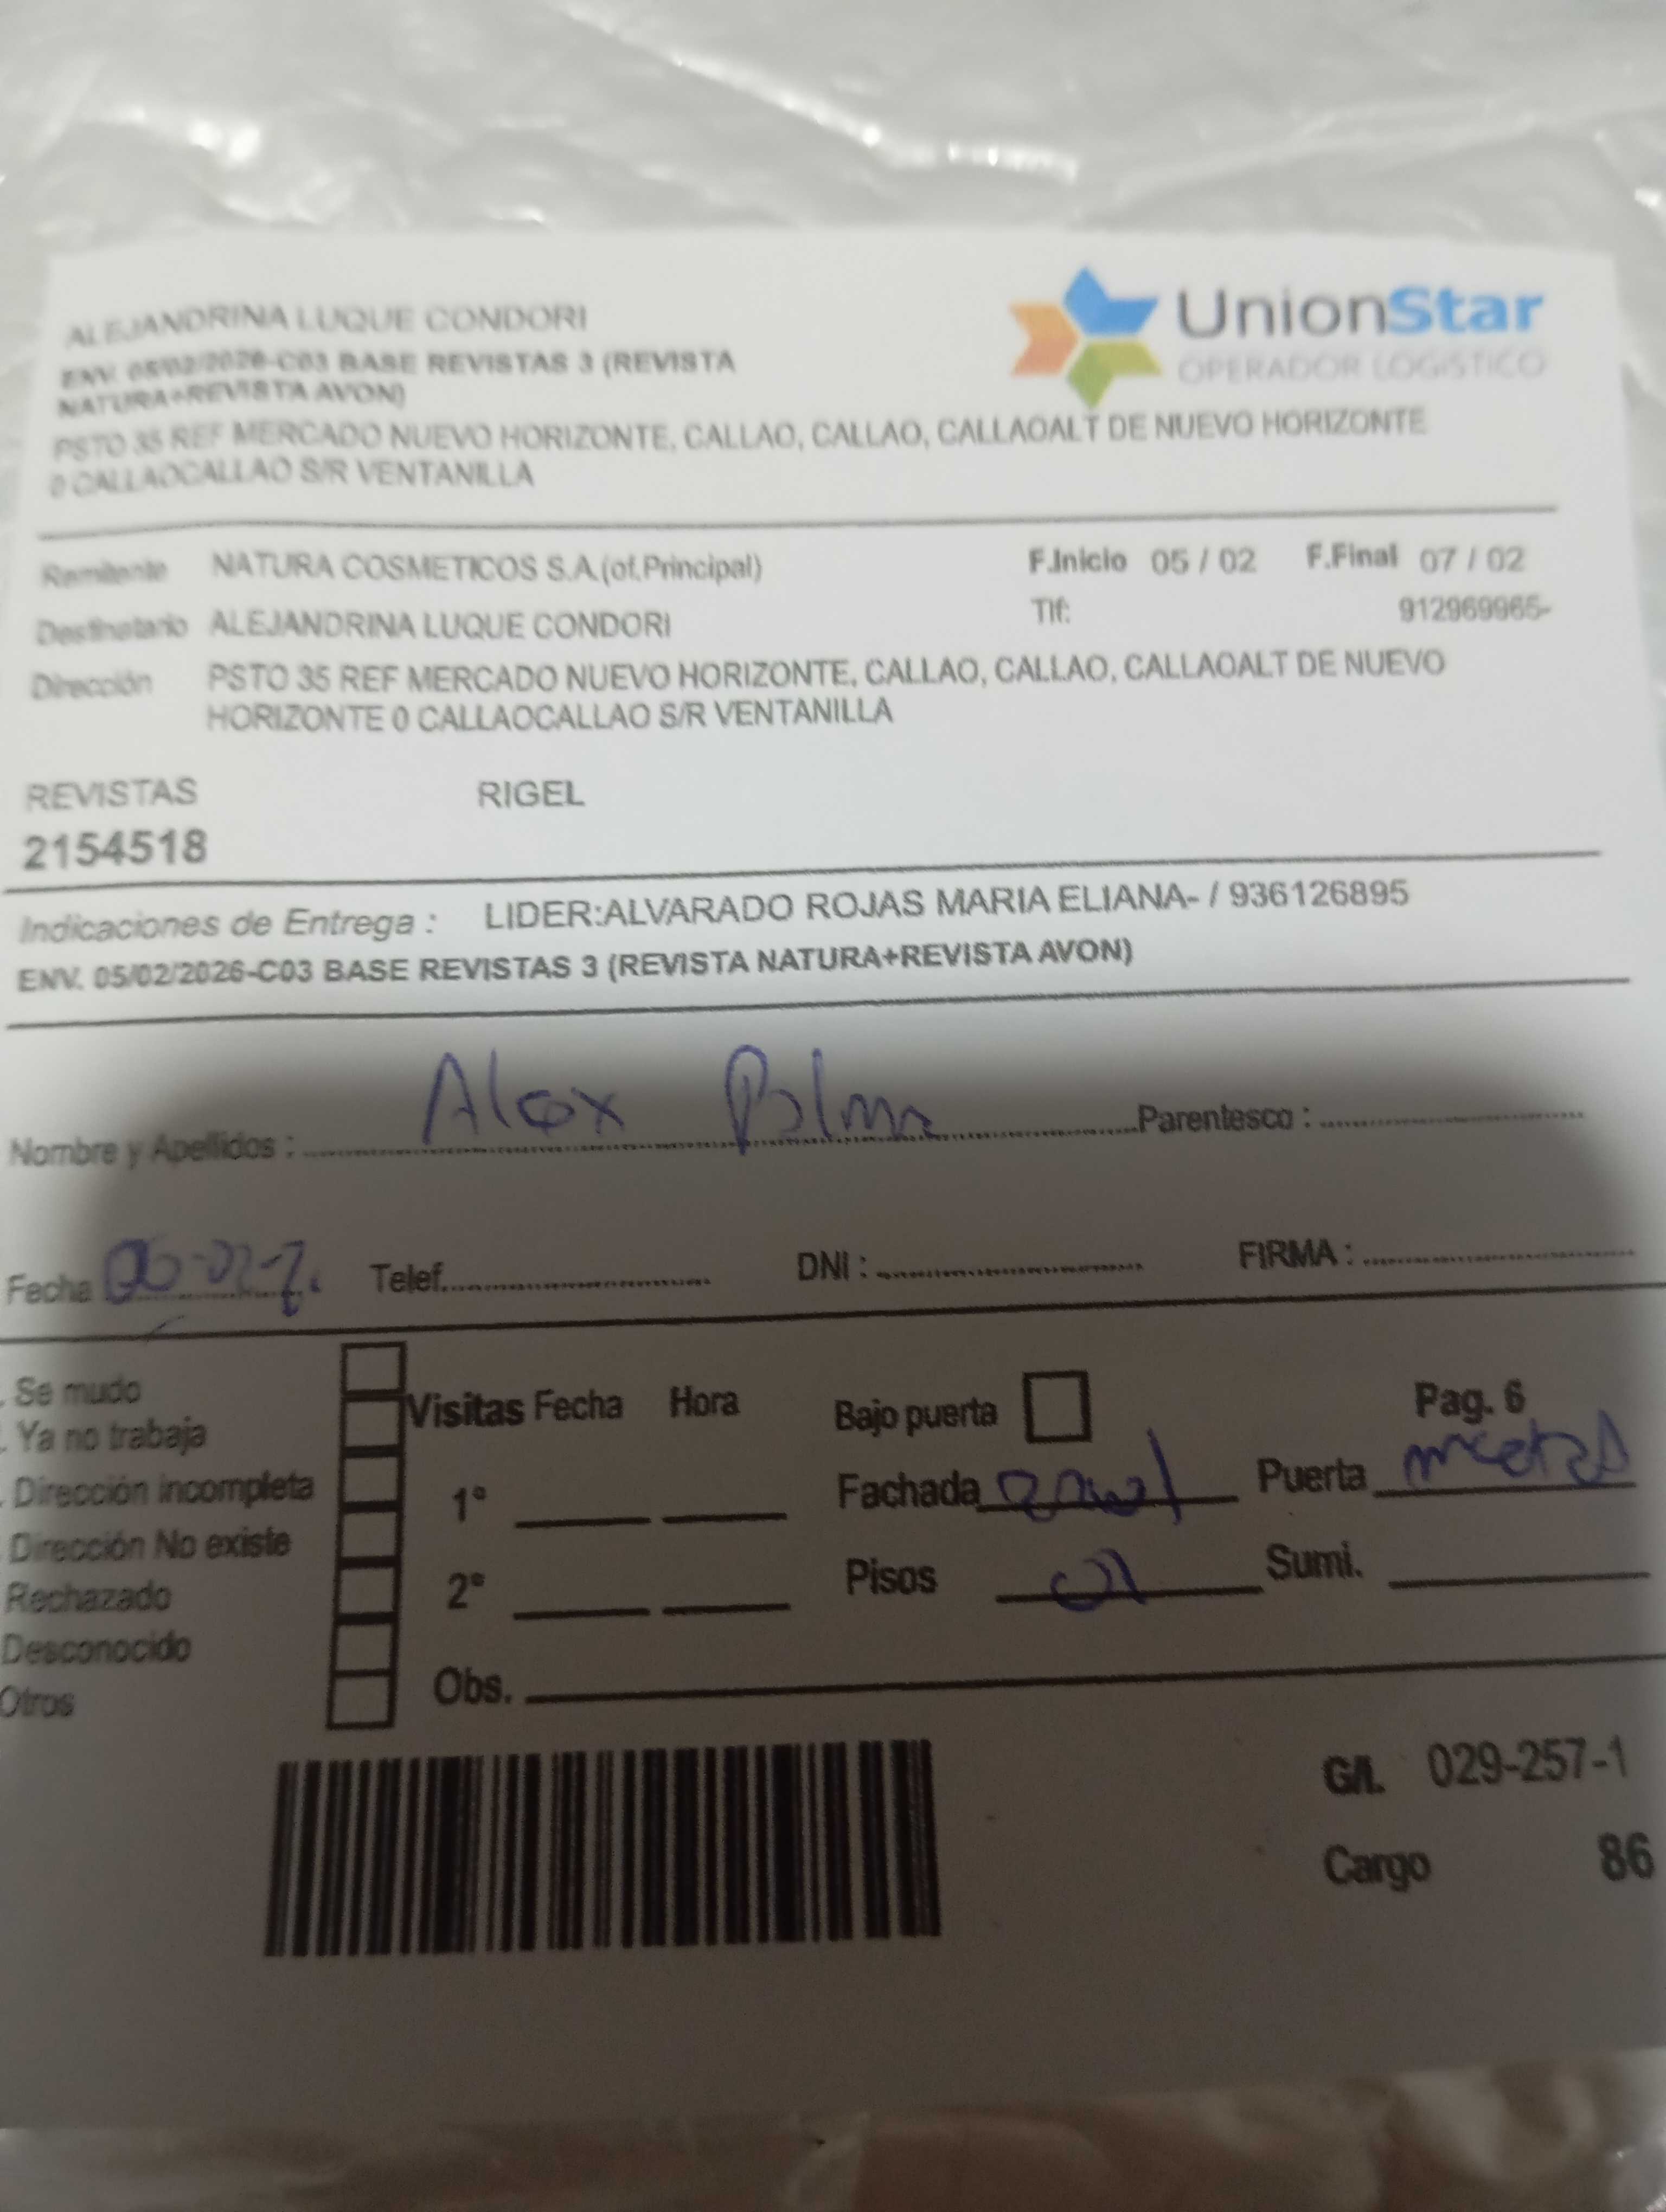 ALEJANDRINA LUQUE CONDORI
ENV. 05/02/2026-C03 BASE REVISTAS 3 (REVISTA
NATURA+REVISTA AVON)
PSTO 35 REF MERCADO NUEVO HORIZONTE, CALLAO, CALLAO, CALLAOALT DE NUEVO HORIZONTE
0 CALLAOCALLAO S/R VENTANILLA
UnionStar
OPERADOR LOGíSTICO
Remitente NATURA COSMETICOS S.A.(of.Principal) F.Inicio 05 / 02 F.Final 07 / 02
Destinatario ALEJANDRINA LUQUE CONDORI Tlf: 912969965-
Dirección PSTO 35 REF MERCADO NUEVO HORIZONTE, CALLAO, CALLAO, CALLAOALT DE NUEVO
HORIZONTE 0 CALLAOCALLAO S/R VENTANILLA
REVISTAS RIGEL
2154518
Indicaciones de Entrega : LIDER:ALVARADO ROJAS MARIA ELIANA- / 936126895
ENV. 05/02/2026-C03 BASE REVISTAS 3 (REVISTA NATURA+REVISTA AVON)
Nombre y Apellidos : Alex Parentesco :
Fecha Telef. DNI : FIRMA :
Se mudo
Ya no trabaja
Dirección incompleta
Dirección No existe
Rechazado
Desconocido
Otros
Visitas Fecha Hora
1°
2°
Obs.
Bajo puerta Pag. 6
Fachada Puerta
Pisos 01 Sumi.
G/l. 029-257-1
Cargo 86